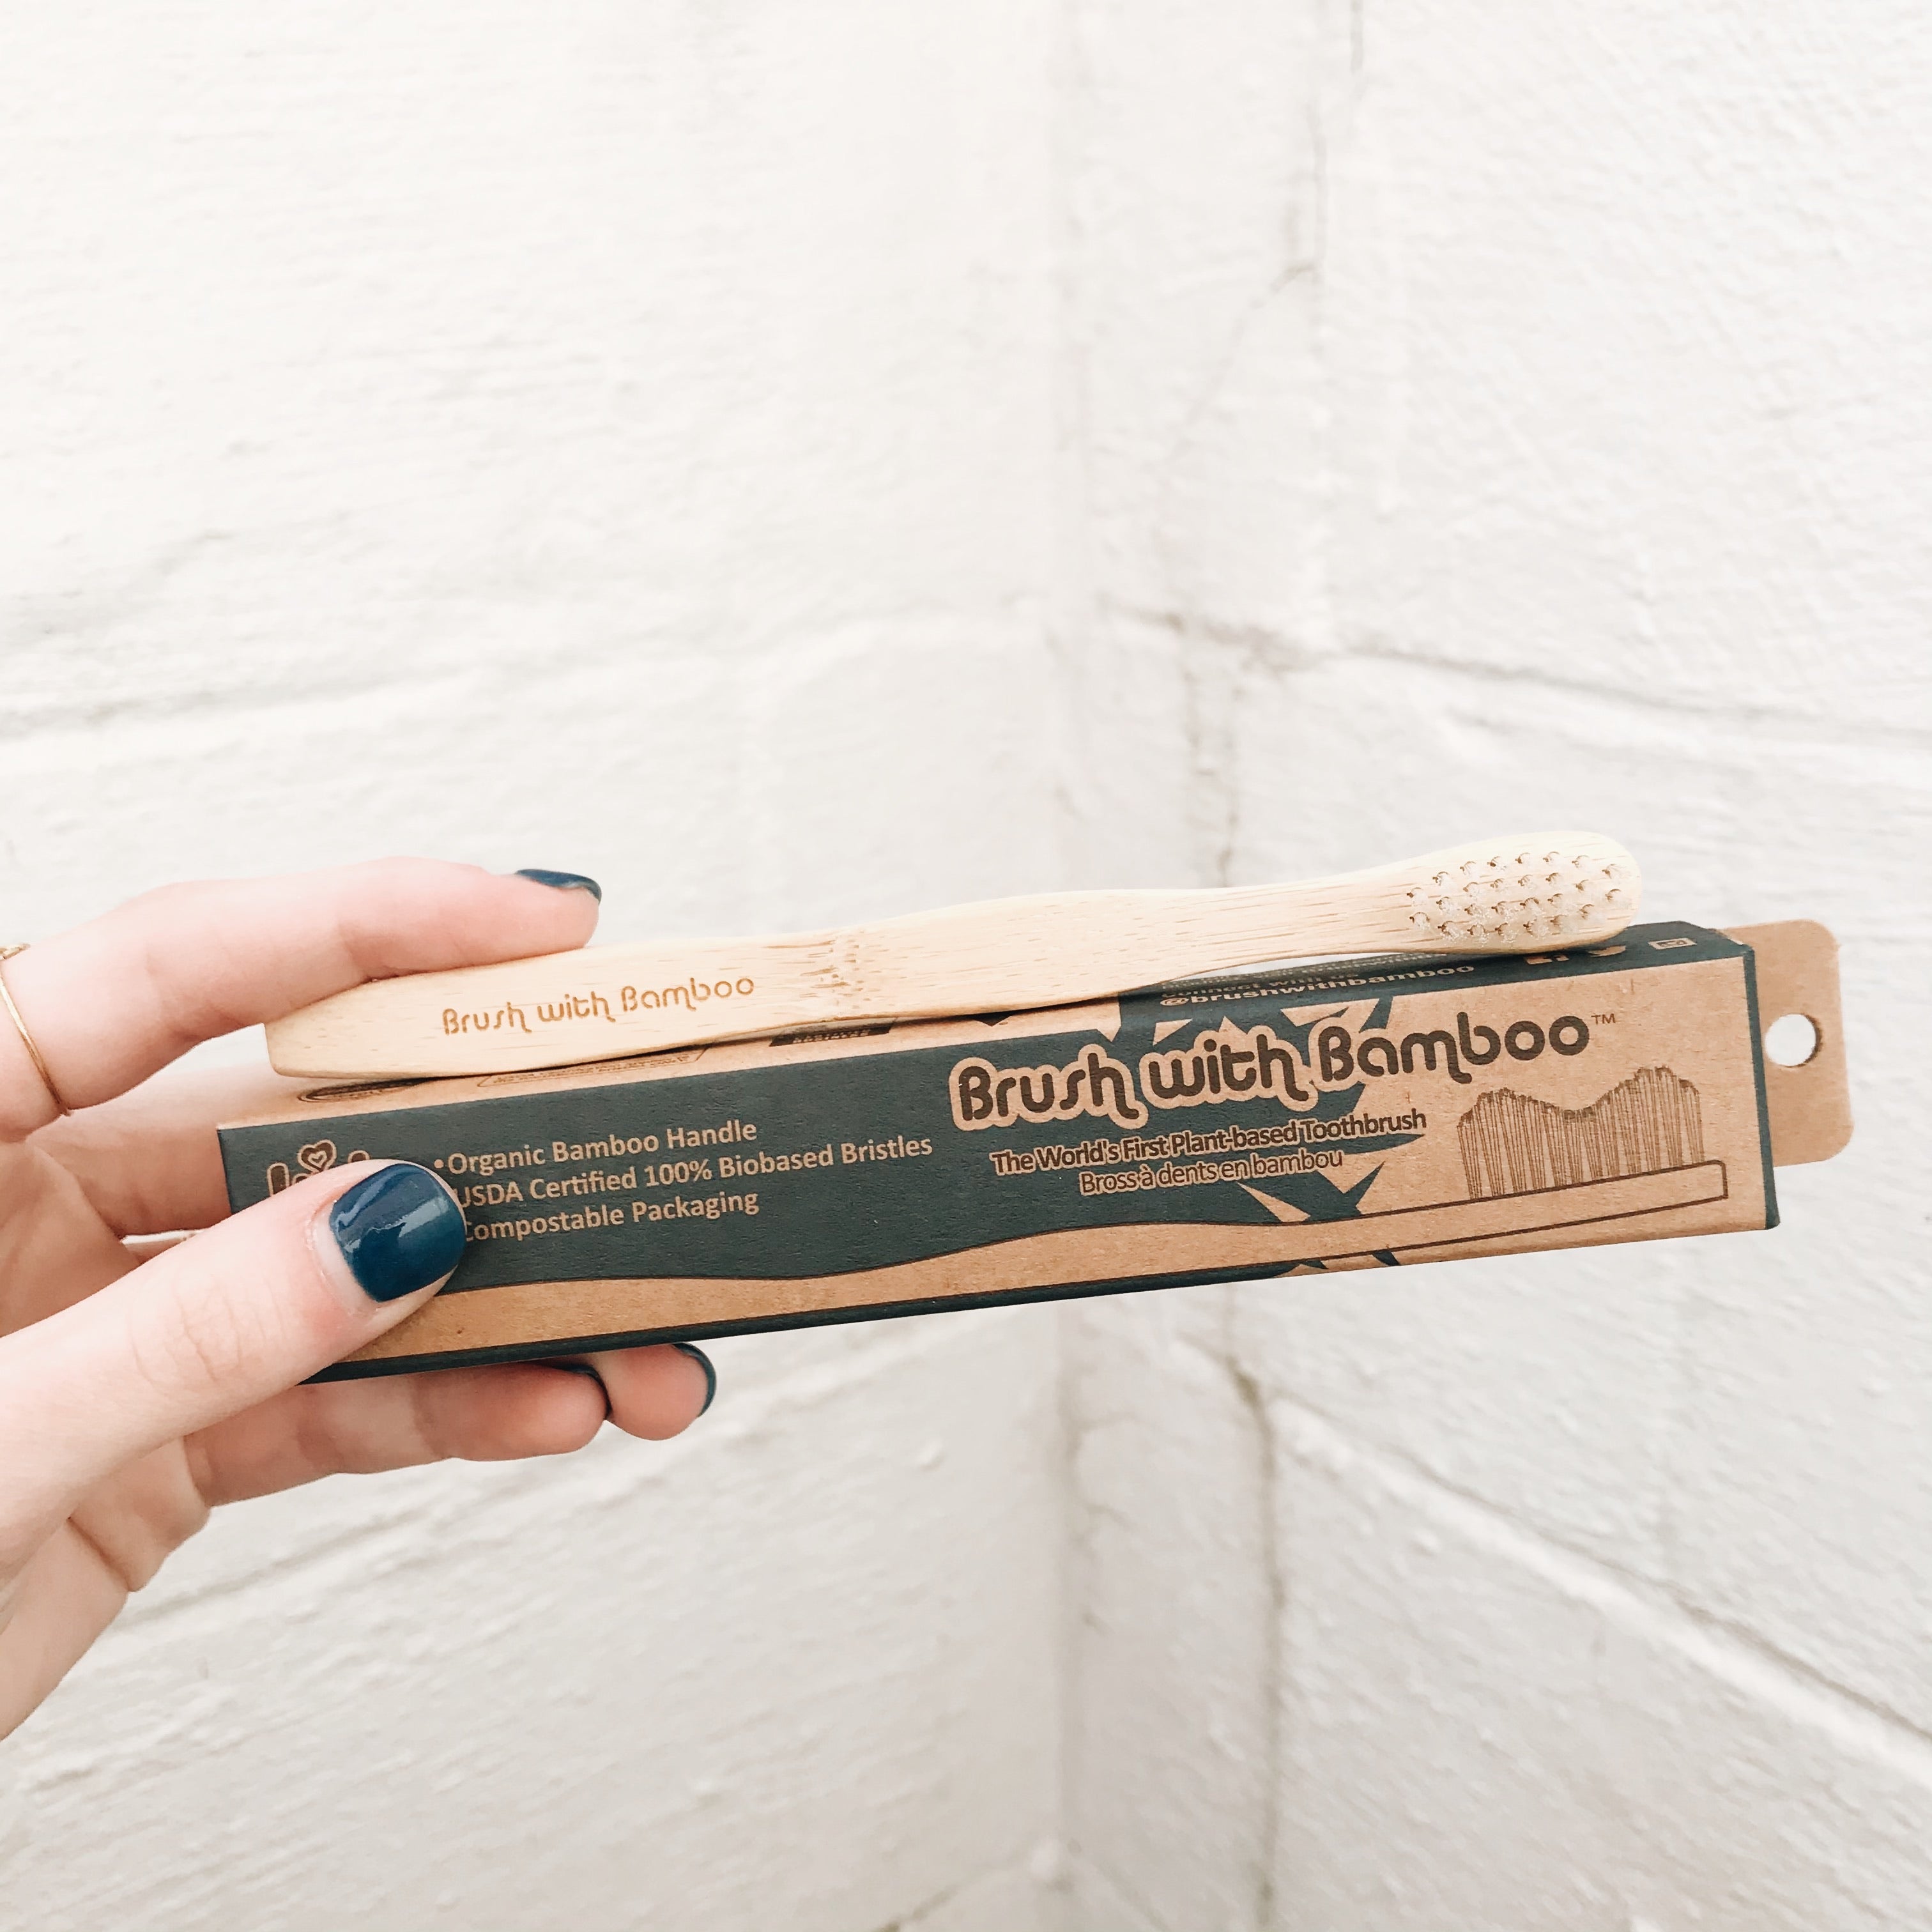 Brush with Bamboo
@brushwithbamboo
Brush with Bamboo™
The World's First Plant-based Toothbrush
Bross à dents en bambou
•Organic Bamboo Handle
USDA Certified 100% Biobased Bristles
Compostable Packaging